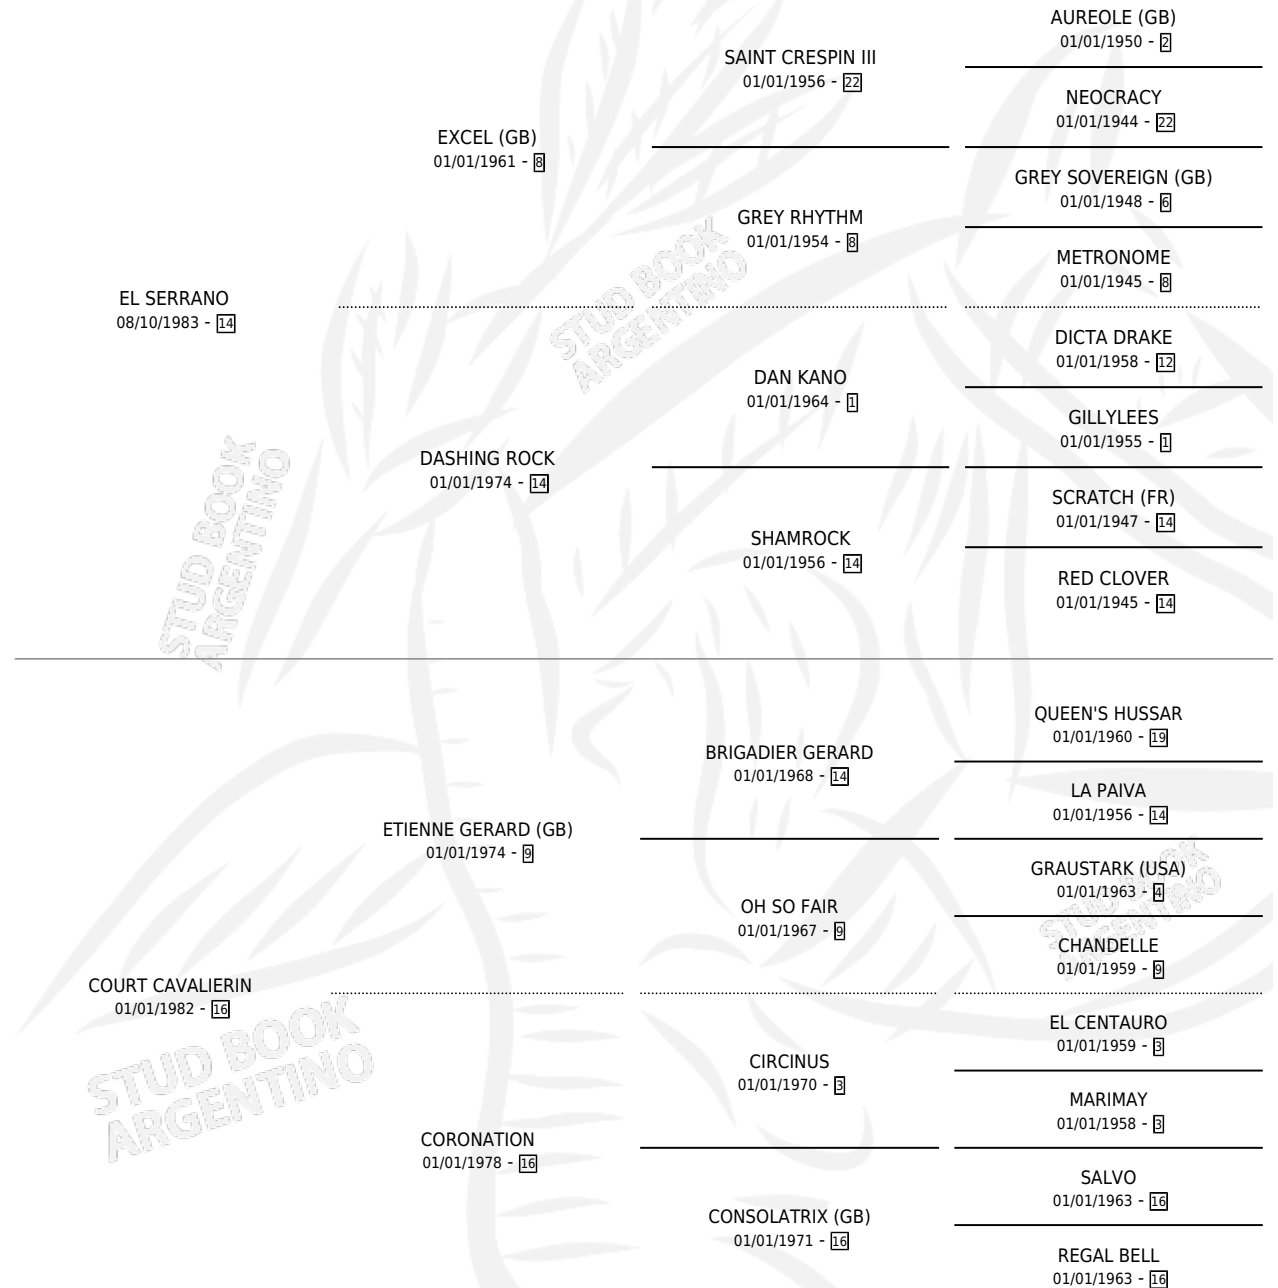 AUREOLE (GB)
01/01/1950 - 2
SAINT CRESPIN III
01/01/1956 - 22
NEOCRACY
01/01/1944 - 22
EXCEL (GB)
01/01/1961 - 8
GREY SOVEREIGN (GB)
01/01/1948 - 6
GREY RHYTHM
01/01/1954 - 8
METRONOME
01/01/1945 - 8
EL SERRANO
08/10/1983 - 14
STUD BOOK
ARGENTINO
DICTA DRAKE
01/01/1958 - 12
DAN KANO
01/01/1964 - 1
GILLYLEES
01/01/1955 - 1
DASHING ROCK
01/01/1974 - 14
SCRATCH (FR)
01/01/1947 - 14
SHAMROCK
01/01/1956 - 14
RED CLOVER
01/01/1945 - 14
STUD BOOK
ARGENTINO
QUEEN'S HUSSAR
01/01/1960 - 19
BRIGADIER GERARD
01/01/1968 - 14
LA PAIVA
01/01/1956 - 14
ETIENNE GERARD (GB)
01/01/1974 - 9
GRAUSTARK (USA)
01/01/1963 - 4
OH SO FAIR
01/01/1967 - 9
STUD BOOK
ARGENTINO
CHANDELLE
01/01/1959 - 9
COURT CAVALIERIN
01/01/1982 - 16
STUD BOOK
ARGENTINO
EL CENTAURO
01/01/1959 - 3
CIRCINUS
01/01/1970 - 3
MARIMAY
01/01/1958 - 3
CORONATION
01/01/1978 - 16
SALVO
01/01/1963 - 16
CONSOLATRIX (GB)
01/01/1971 - 16
REGAL BELL
01/01/1963 - 16